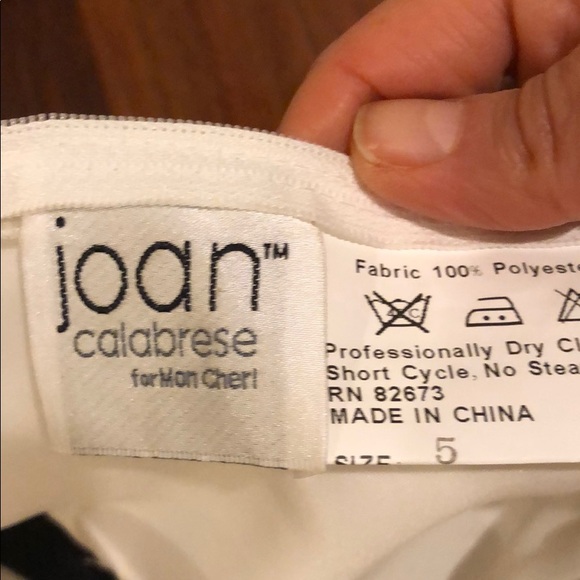 joan™
calabrese
for Mon Cheri
Fabric 100% Polyeste
Professionally Dry Cl
Short Cycle, No Stea
RN 82673
MADE IN CHINA
SIZE: 5